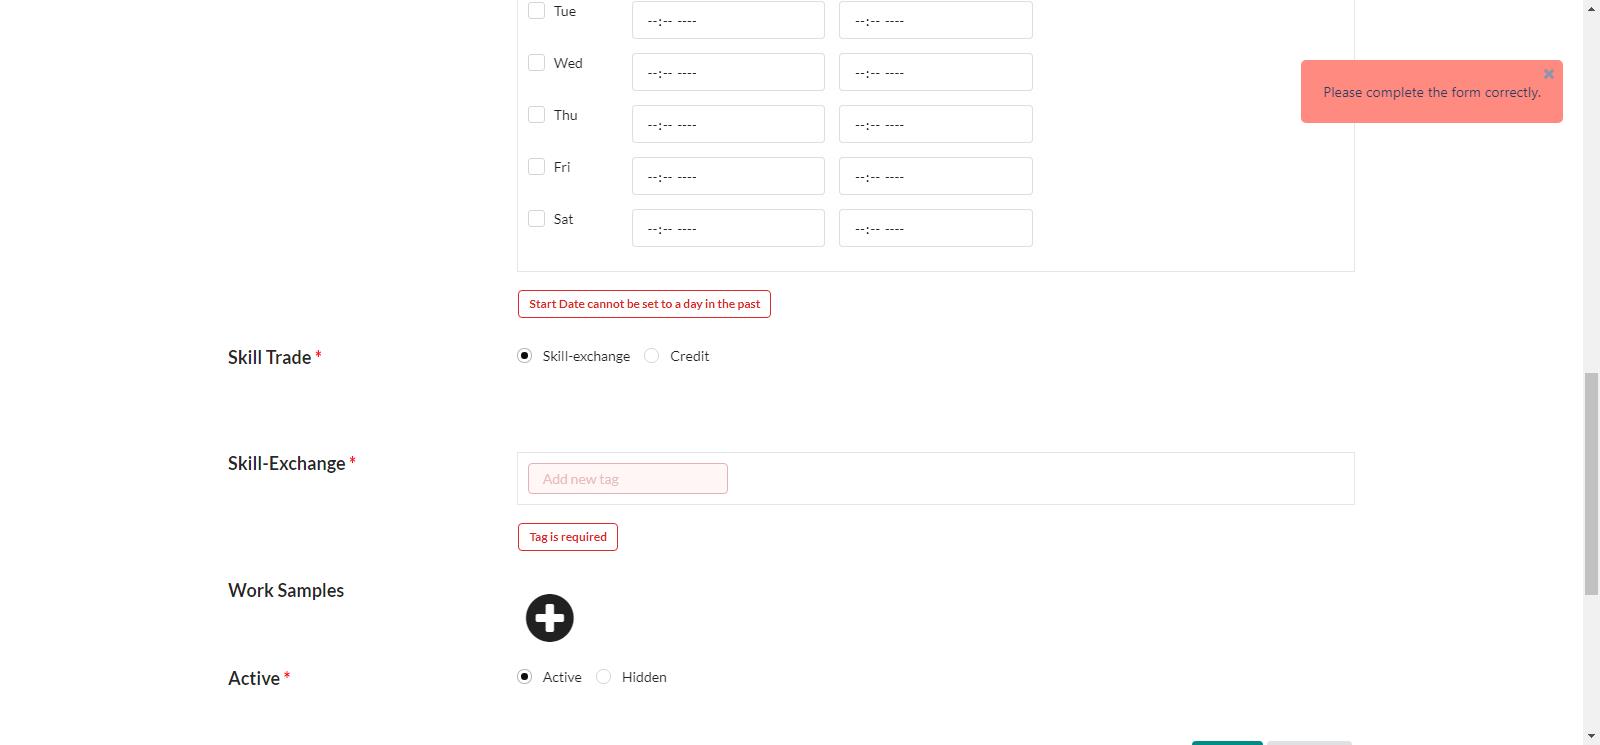 Tue --:-- ---- --:-- ----
Wed --:-- ---- --:-- ----
Please complete the form correctly.
Thu --:-- ---- --:-- ----
Fri --:-- ---- --:-- ----
Sat --:-- ---- --:-- ----
Start Date cannot be set to a day in the past
Skill Trade * Skill-exchange Credit
Skill-Exchange *
Add new tag
Tag is required
Work Samples
Active * Active Hidden